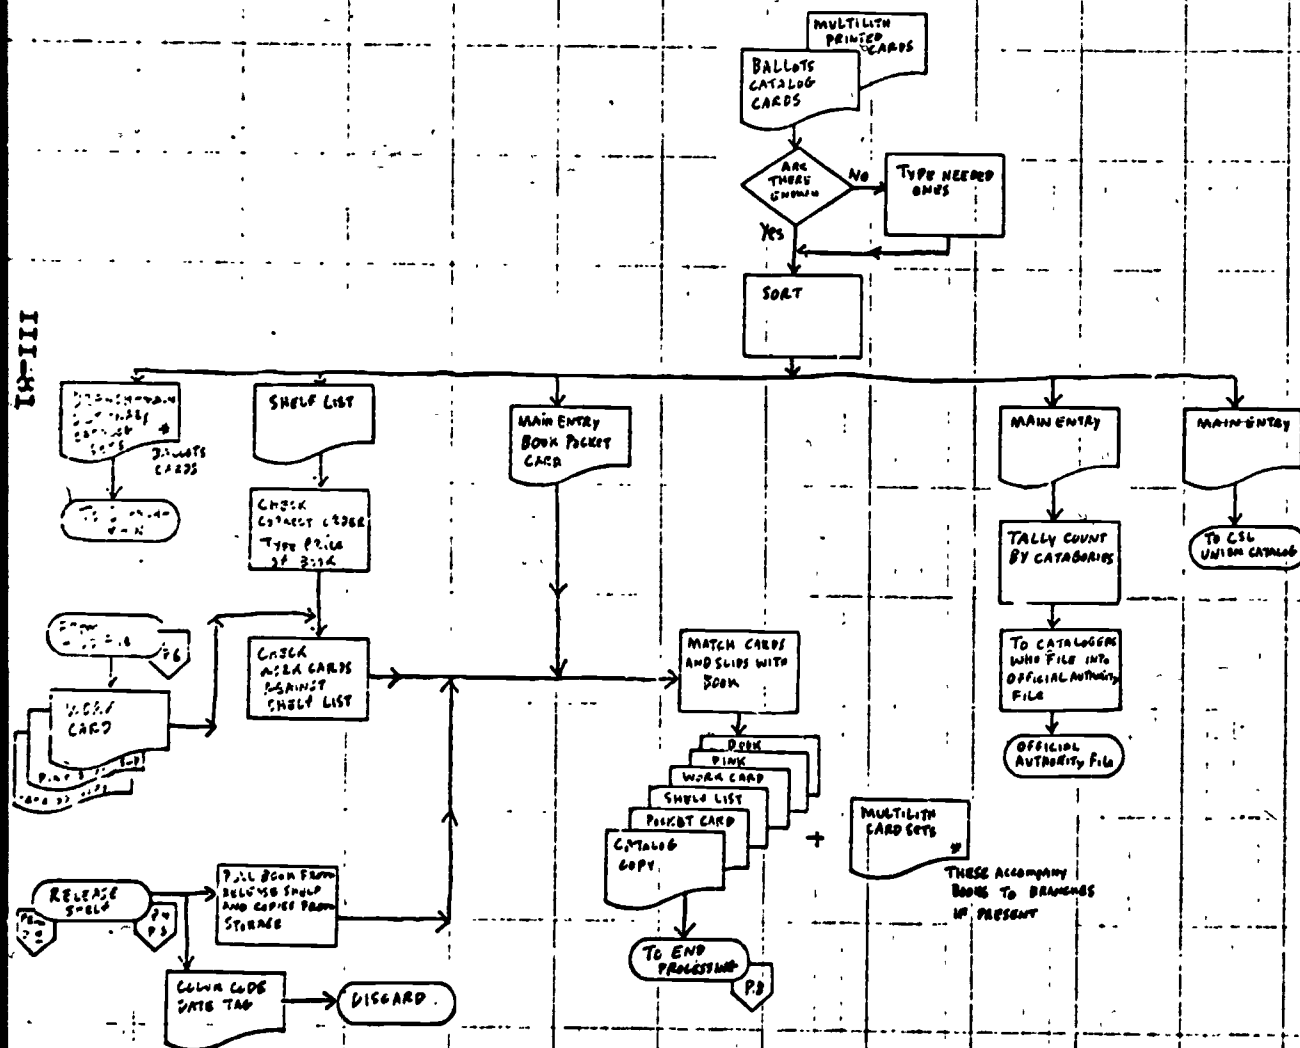 MULTILITH
PRINTED
CARDS
BALLOTS
CATALOG
CARDS
ARE
THERE
ENOUGH
NO
TYPE NEEDED
ONES
Yes
SORT
III-
SHELF LIST
MAIN ENTRY
BOOK POCKET
CARD
MAIN ENTRY
MAIN ENTRY
*
BALLOTS
CARDS
CHECK
CORRECT ORDER
TYPE PRICE
OF BOOK
TALLY COUNT
BY CATAGORIES
TO CSL
UNION CATALOG
FROM
P6
CHECK
WORK CARDS
AGAINST
SHELF LIST
MATCH CARDS
AND SLIPS WITH
BOOK
TO CATALOGERS
WHO FILE INTO
OFFICIAL AUTHORITY
FILE
WORK
CARD
OFFICIAL
AUTHORITY FILE
BOOK
PINK
WORK CARD
SHELF LIST
POCKET CARD
CATALOG
COPY
+
MULTILITH
CARD SETS
*
THESE ACCOMPANY
BOOKS TO BRANCHES
IF PRESENT
RELEASE
SHELF
PULL BOOK FROM
RELEASE SHELF
AND COPIES FROM
STORAGE
TO END
PROCESSING
P.8
COLOR CODE
DATE TAG
DISCARD